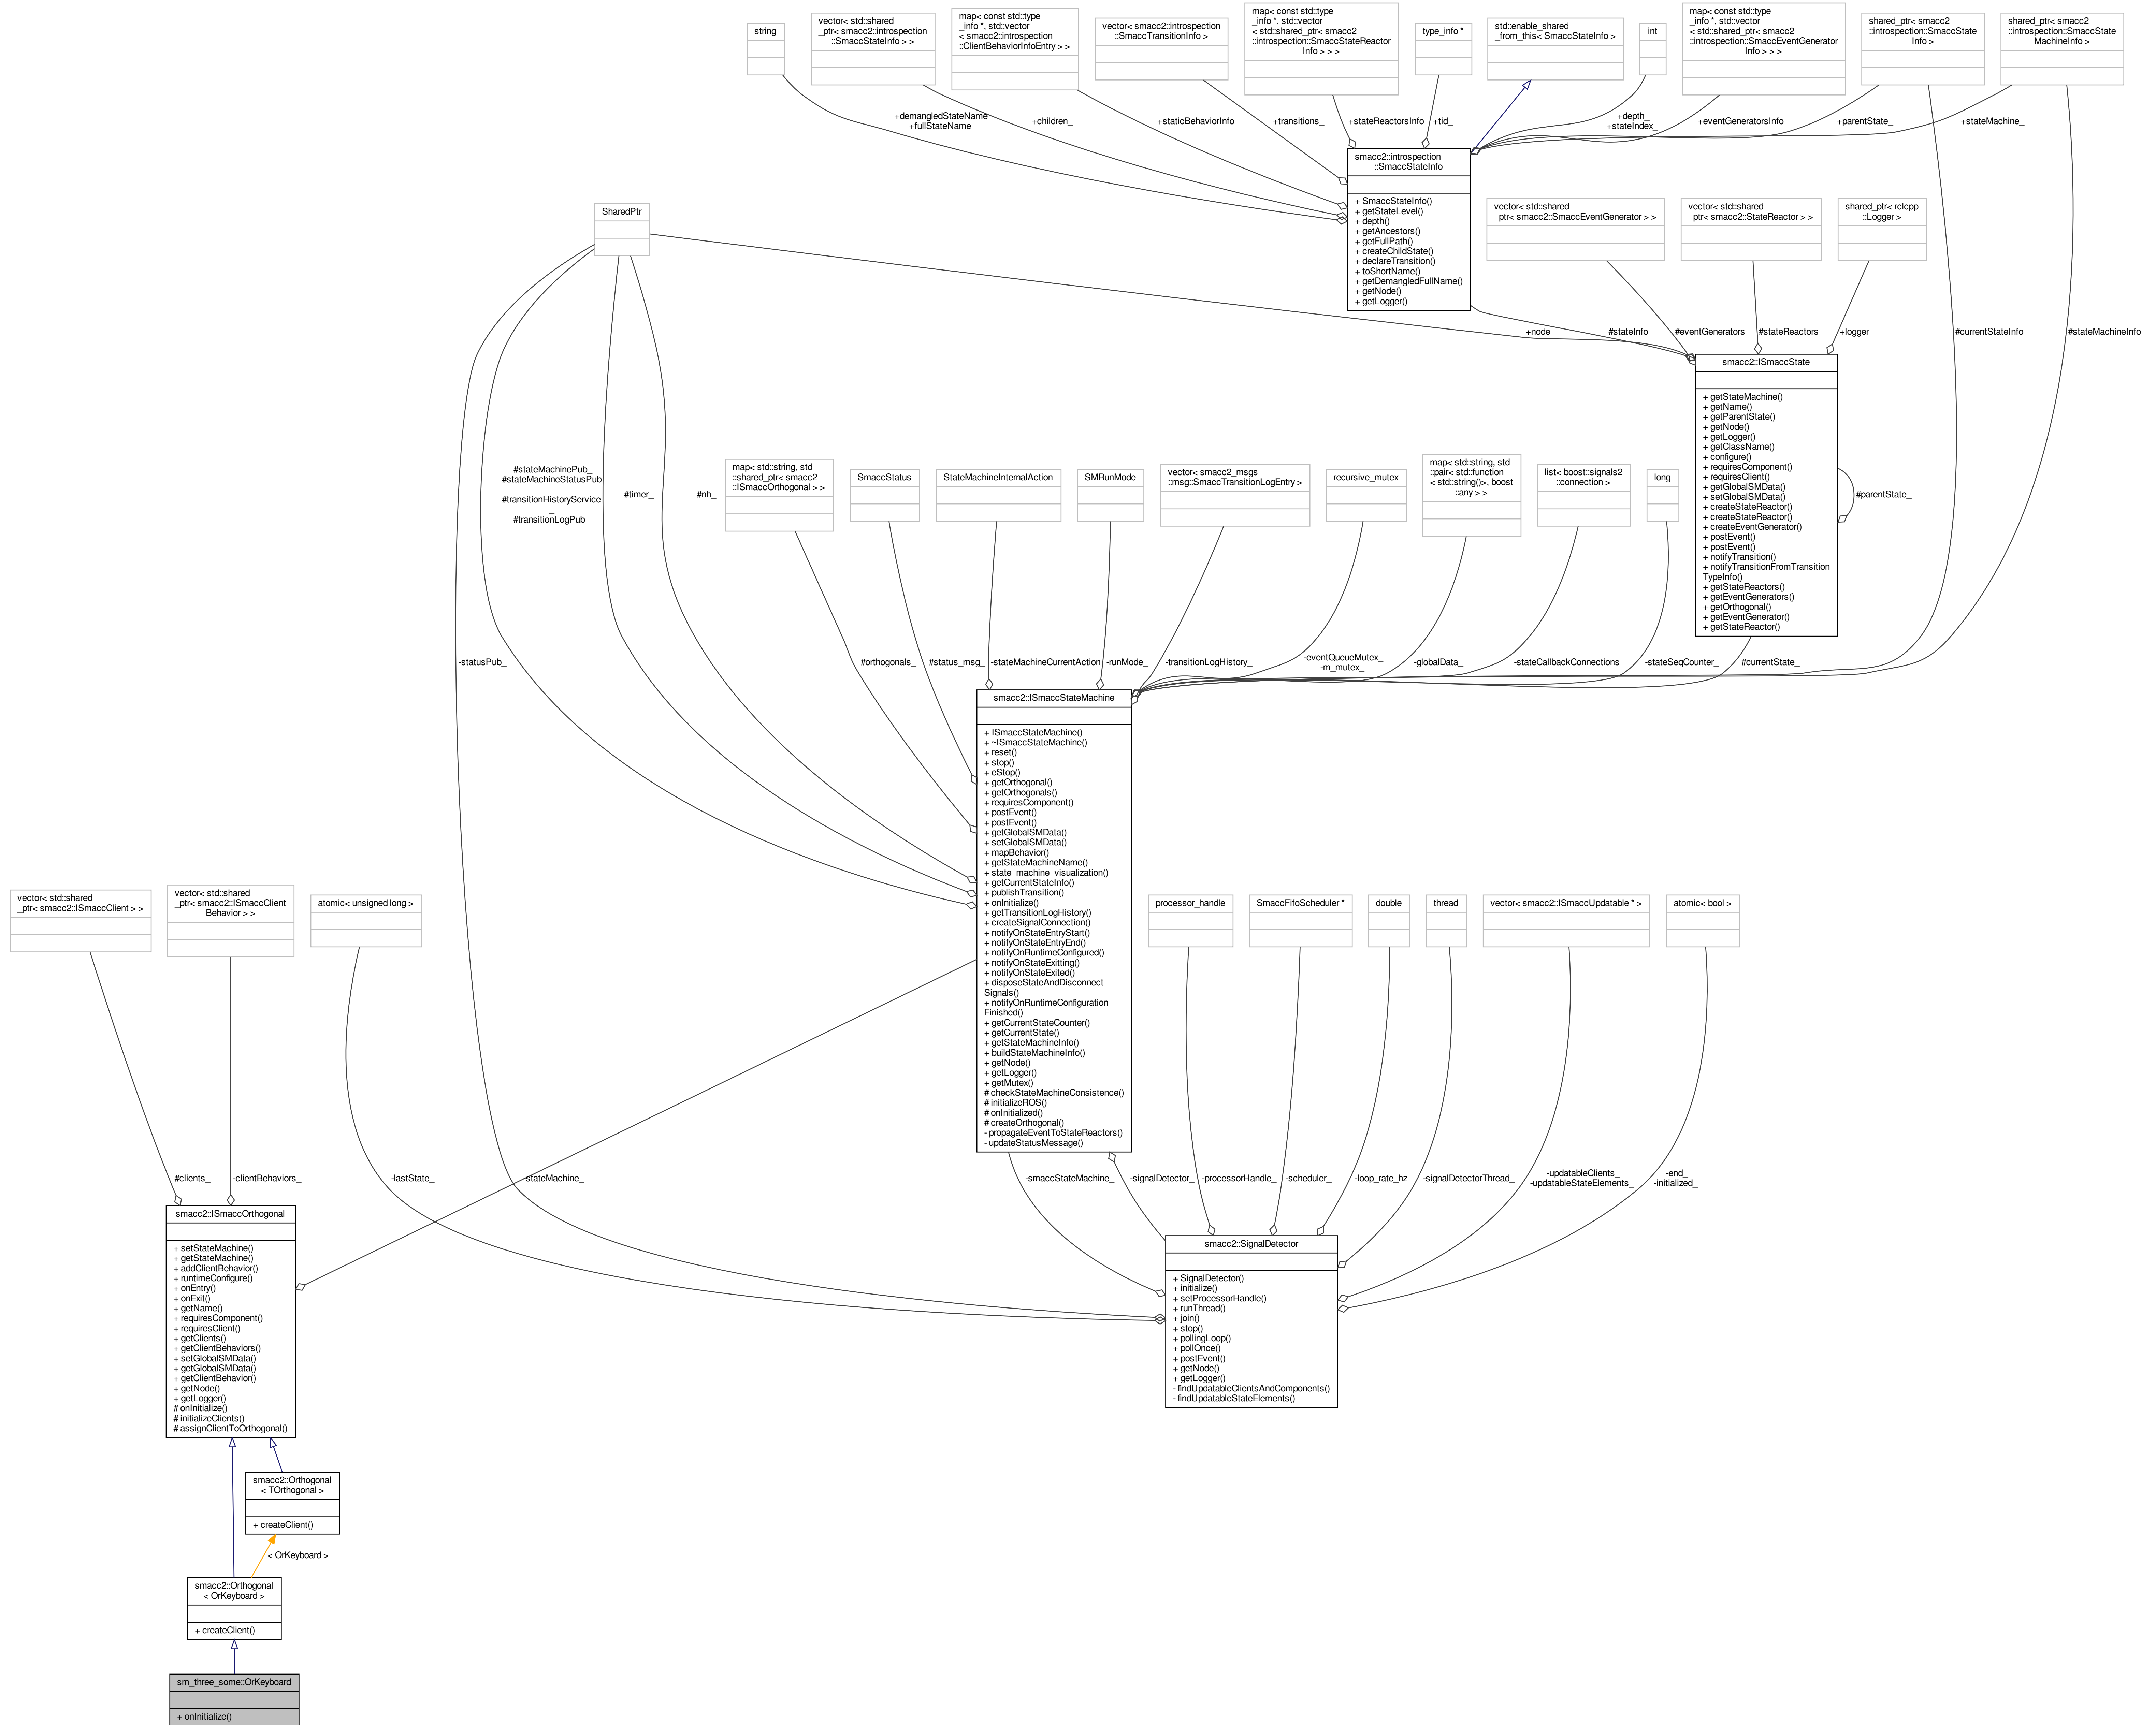 string
vector< std::shared
_ptr< smacc2::introspection
::SmaccStateInfo > >
map< const std::type
_info *, std::vector
< smacc2::introspection
::ClientBehaviorInfoEntry > >
vector< smacc2::introspection
::SmaccTransitionInfo >
map< const std::type
_info *, std::vector
< std::shared_ptr< smacc2
::introspection::SmaccStateReactor
Info > > >
type_info *
std::enable_shared
_from_this< SmaccStateInfo >
int
map< const std::type
_info *, std::vector
< std::shared_ptr< smacc2
::introspection::SmaccEventGenerator
Info > > >
shared_ptr< smacc2
::introspection::SmaccState
Info >
shared_ptr< smacc2
::introspection::SmaccState
MachineInfo >
+demangledStateName
+fullStateName
+children_
+staticBehaviorInfo
+transitions_
+stateReactorsInfo
+tid_
+depth_
+stateIndex_
+eventGeneratorsInfo
+parentState_
+stateMachine_
smacc2::introspection
::SmaccStateInfo
+ SmaccStateInfo()
+ getStateLevel()
+ depth()
+ getAncestors()
+ getFullPath()
+ createChildState()
+ declareTransition()
+ toShortName()
+ getDemangledFullName()
+ getNode()
+ getLogger()
SharedPtr
vector< std::shared
_ptr< smacc2::SmaccEventGenerator > >
vector< std::shared
_ptr< smacc2::StateReactor > >
shared_ptr< rclcpp
::Logger >
+node_
#stateInfo_
#eventGenerators_
#stateReactors_
+logger_
#currentStateInfo_
#stateMachineInfo_
smacc2::ISmaccState
+ getStateMachine()
+ getName()
+ getParentState()
+ getNode()
+ getLogger()
+ getClassName()
+ configure()
+ requiresComponent()
+ requiresClient()
+ getGlobalSMData()
+ setGlobalSMData()
+ createStateReactor()
+ createStateReactor()
+ createEventGenerator()
+ postEvent()
+ postEvent()
+ notifyTransition()
+ notifyTransitionFromTransition
TypeInfo()
+ getStateReactors()
+ getEventGenerators()
+ getOrthogonal()
+ getEventGenerator()
+ getStateReactor()
#parentState_
#stateMachinePub_
#stateMachineStatusPub
_
#transitionHistoryService
_
#transitionLogPub_
#timer_
#nh_
map< std::string, std
::shared_ptr< smacc2
::ISmaccOrthogonal > >
SmaccStatus
StateMachineInternalAction
SMRunMode
vector< smacc2_msgs
::msg::SmaccTransitionLogEntry >
recursive_mutex
map< std::string, std
::pair< std::function
< std::string()>, boost
::any > >
list< boost::signals2
::connection >
long
-statusPub_
#orthogonals_
#status_msg_
-stateMachineCurrentAction
-runMode_
-transitionLogHistory_
-eventQueueMutex_
-m_mutex_
-globalData_
-stateCallbackConnections
-stateSeqCounter_
#currentState_
smacc2::ISmaccStateMachine
+ ISmaccStateMachine()
+ ~ISmaccStateMachine()
+ reset()
+ stop()
+ eStop()
+ getOrthogonal()
+ getOrthogonals()
+ requiresComponent()
+ postEvent()
+ postEvent()
+ getGlobalSMData()
+ setGlobalSMData()
+ mapBehavior()
+ getStateMachineName()
+ state_machine_visualization()
+ getCurrentStateInfo()
+ publishTransition()
+ onInitialize()
+ getTransitionLogHistory()
+ createSignalConnection()
+ notifyOnStateEntryStart()
+ notifyOnStateEntryEnd()
+ notifyOnRuntimeConfigured()
+ notifyOnStateExitting()
+ notifyOnStateExited()
+ disposeStateAndDisconnect
Signals()
+ notifyOnRuntimeConfiguration
Finished()
+ getCurrentStateCounter()
+ getCurrentState()
+ getStateMachineInfo()
+ buildStateMachineInfo()
+ getNode()
+ getLogger()
+ getMutex()
# checkStateMachineConsistence()
# initializeROS()
# onInitialized()
# createOrthogonal()
- propagateEventToStateReactors()
- updateStatusMessage()
vector< std::shared
_ptr< smacc2::ISmaccClient > >
vector< std::shared
_ptr< smacc2::ISmaccClient
Behavior > >
atomic< unsigned long >
processor_handle
SmaccFifoScheduler *
double
thread
vector< smacc2::ISmaccUpdatable * >
atomic< bool >
#clients_
-clientBehaviors_
-lastState_
-stateMachine_
-smaccStateMachine_
-signalDetector_
-processorHandle_
-scheduler_
-loop_rate_hz
-signalDetectorThread_
-updatableClients_
-updatableStateElements_
-end_
-initialized_
smacc2::ISmaccOrthogonal
+ setStateMachine()
+ getStateMachine()
+ addClientBehavior()
+ runtimeConfigure()
+ onEntry()
+ onExit()
+ getName()
+ requiresComponent()
+ requiresClient()
+ getClients()
+ getClientBehaviors()
+ setGlobalSMData()
+ getGlobalSMData()
+ getClientBehavior()
+ getNode()
+ getLogger()
# onInitialize()
# initializeClients()
# assignClientToOrthogonal()
smacc2::SignalDetector
+ SignalDetector()
+ initialize()
+ setProcessorHandle()
+ runThread()
+ join()
+ stop()
+ pollingLoop()
+ pollOnce()
+ postEvent()
+ getNode()
+ getLogger()
- findUpdatableClientsAndComponents()
- findUpdatableStateElements()
smacc2::Orthogonal
< TOrthogonal >
+ createClient()
< OrKeyboard >
smacc2::Orthogonal
< OrKeyboard >
+ createClient()
sm_three_some::OrKeyboard
+ onInitialize()